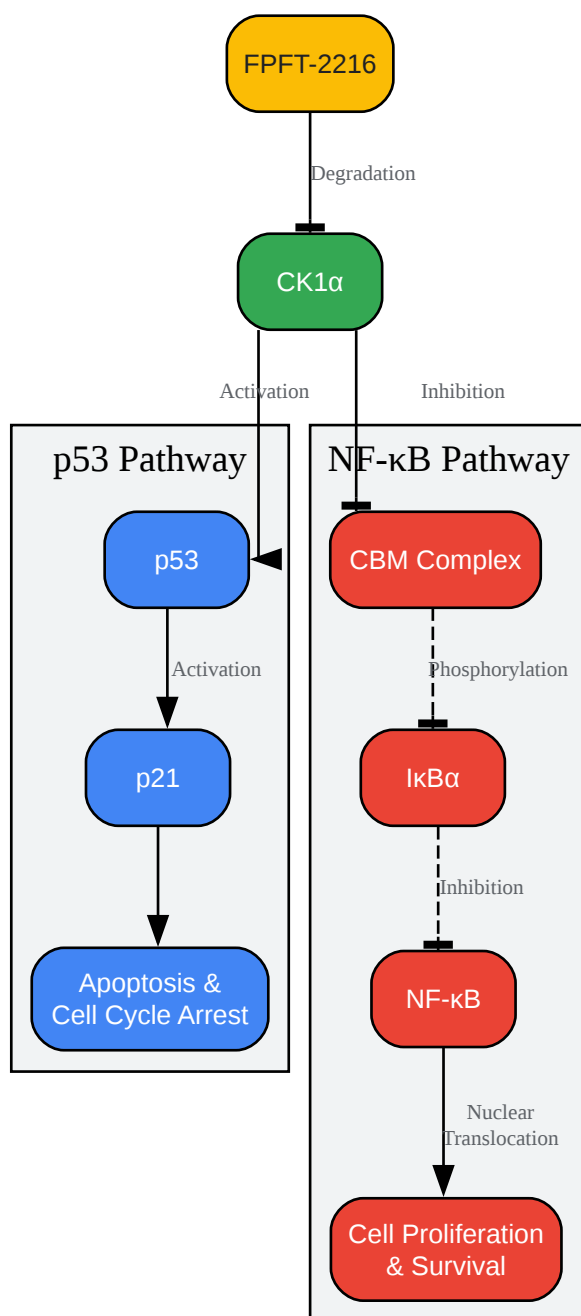 FPFT-2216
Degradation
CK1α
Activation
Inhibition
p53 Pathway
NF-κB Pathway
p53
CBM Complex
Activation
Phosphorylation
p21
IκBα
Inhibition
Apoptosis &
Cell Cycle Arrest
NF-κB
Nuclear
Translocation
Cell Proliferation
& Survival